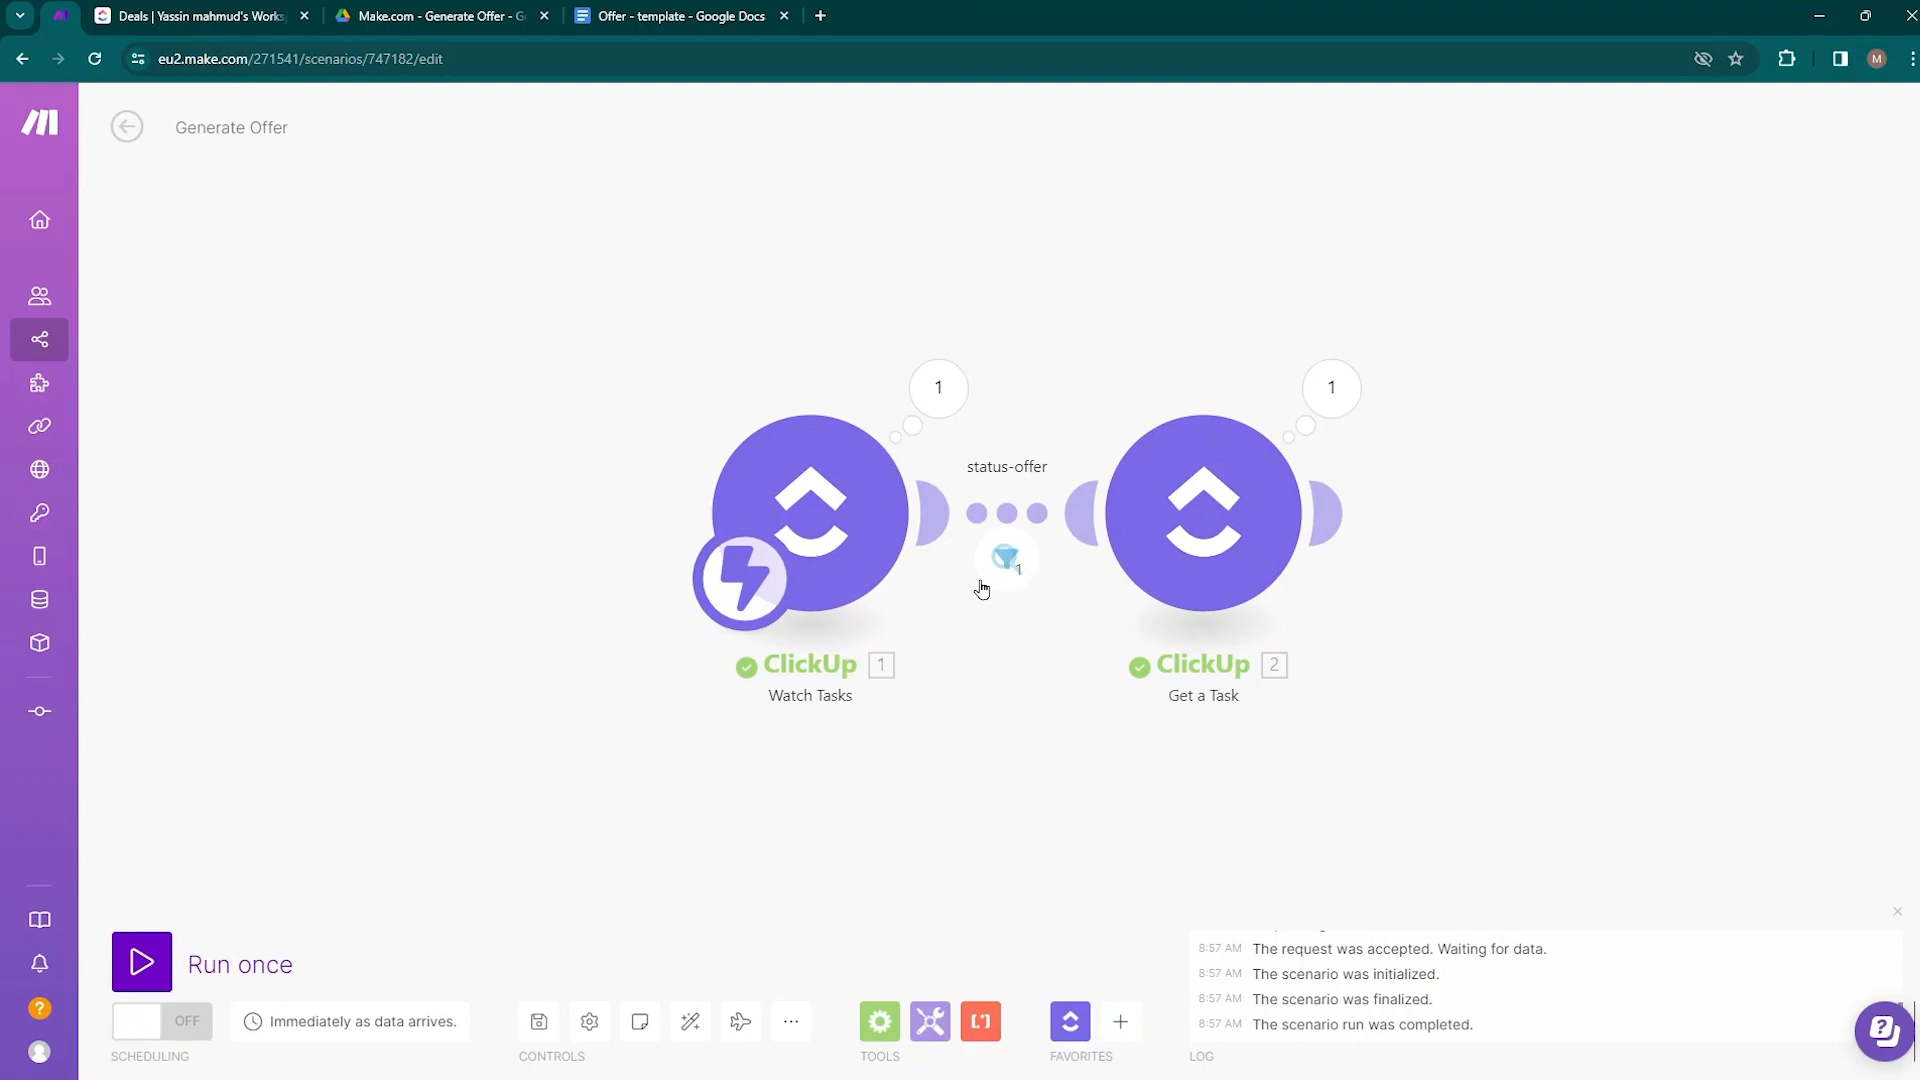 Deals | Yassin mahmud's Works
Make.com - Generate Offer - G
Offer - template - Google Docs
eu2.make.com/271541/scenarios/747182/edit
M
Generate Offer
1
1
status-offer
1
ClickUp 1
Watch Tasks
ClickUp 2
Get a Task
Run once
OFF
Immediately as data arrives.
SCHEDULING
CONTROLS
TOOLS
FAVORITES
8:57 AM The request was accepted. Waiting for data.
8:57 AM The scenario was initialized.
8:57 AM The scenario was finalized.
8:57 AM The scenario run was completed.
LOG